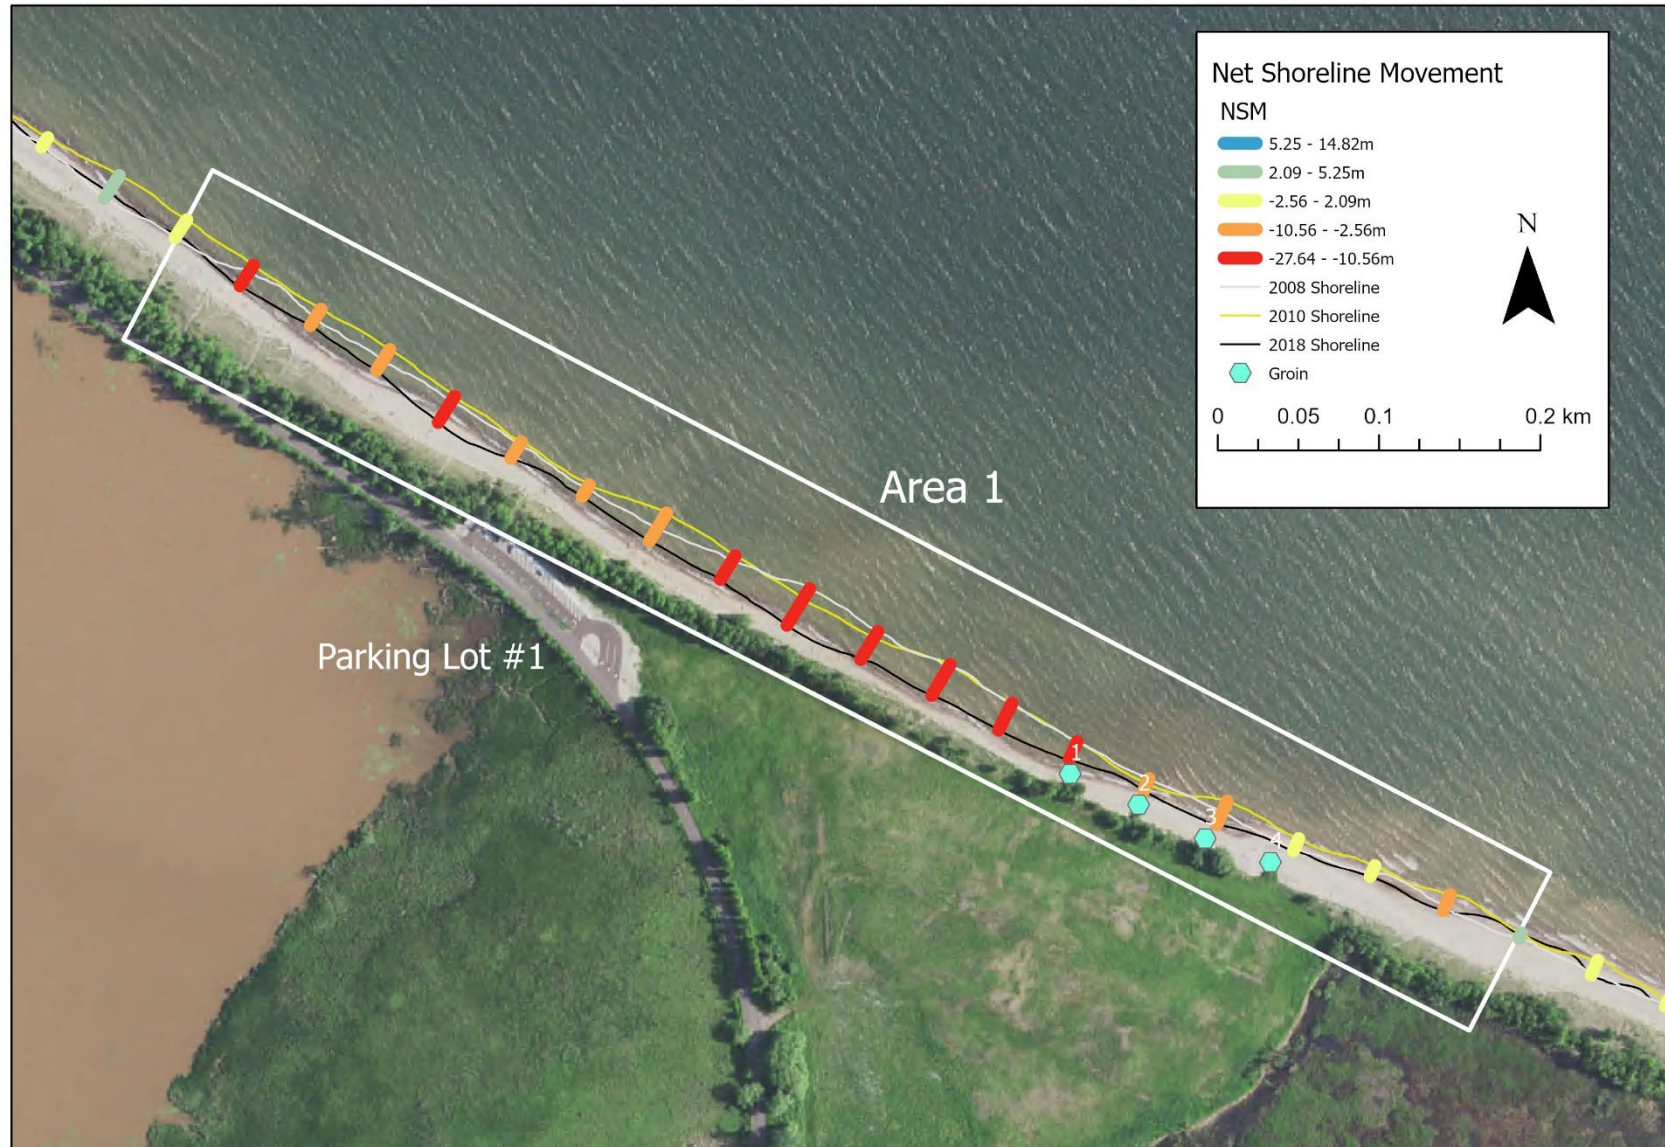 Net Shoreline Movement
NSM
5.25 - 14.82m
2.09 - 5.25m
-2.56 - 2.09m
-10.56 - -2.56m
-27.64 - -10.56m
2008 Shoreline
2010 Shoreline
2018 Shoreline
Groin
N
0 0.05 0.1 0.2 km
Area 1
Parking Lot #1
1
2
3
4